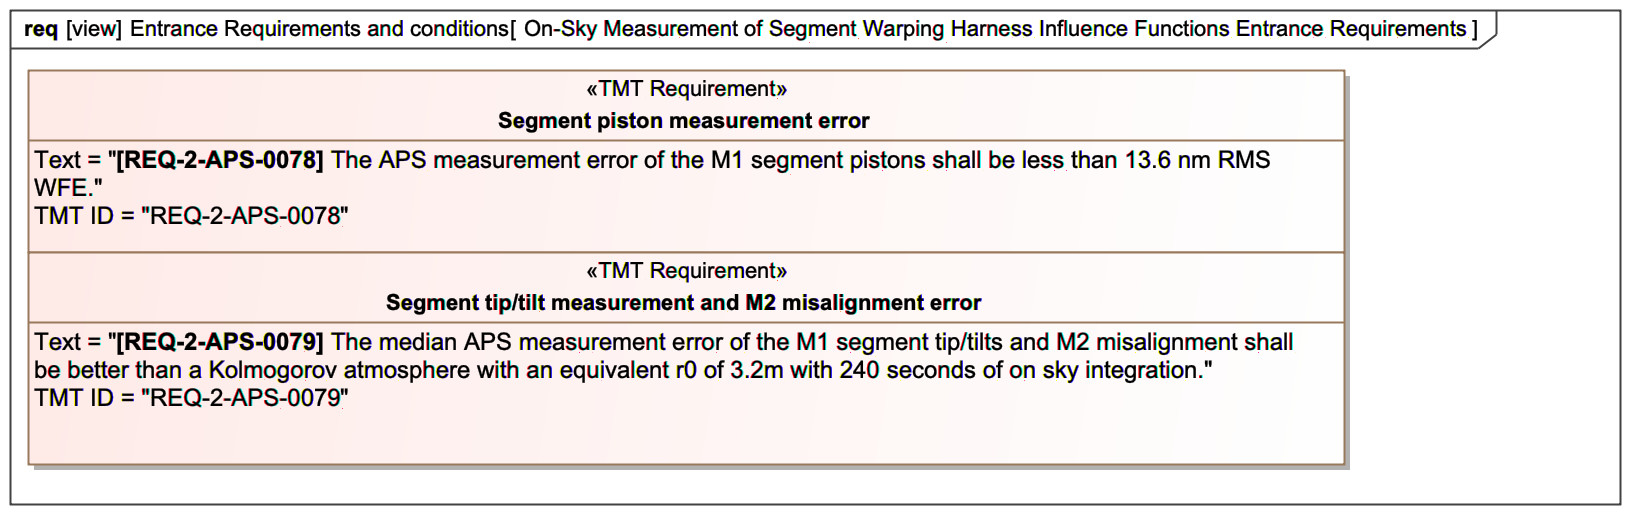 req [view] Entrance Requirements and conditions[ On-Sky Measurement of Segment Warping Harness Influence Functions Entrance Requirements ]
«TMT Requirement»
Segment piston measurement error
Text = "[REQ-2-APS-0078] The APS measurement error of the M1 segment pistons shall be less than 13.6 nm RMS
WFE."
TMT ID = "REQ-2-APS-0078"
«TMT Requirement»
Segment tip/tilt measurement and M2 misalignment error
Text = "[REQ-2-APS-0079] The median APS measurement error of the M1 segment tip/tilts and M2 misalignment shall
be better than a Kolmogorov atmosphere with an equivalent r0 of 3.2m with 240 seconds of on sky integration."
TMT ID = "REQ-2-APS-0079"